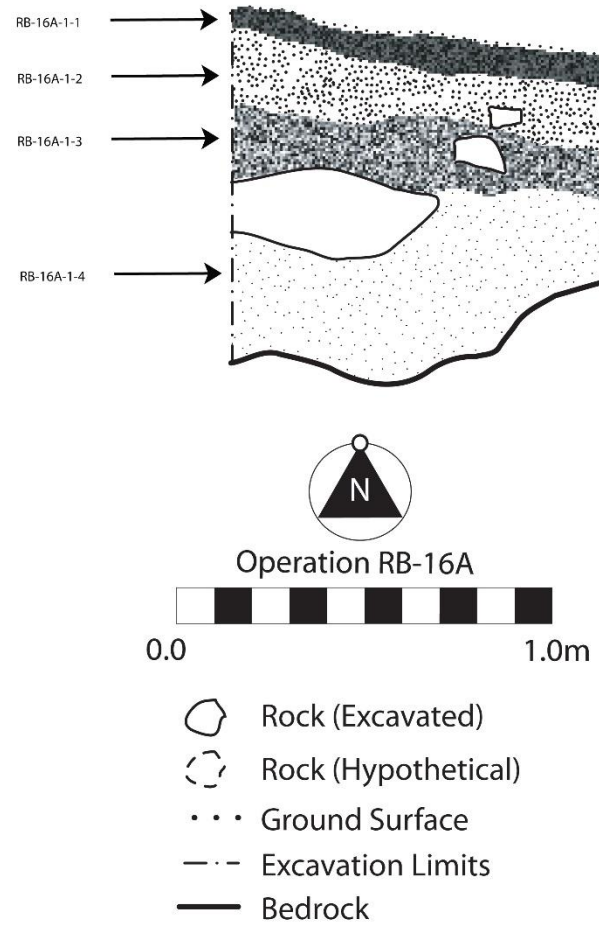 RB-16A-1-1
RB-16A-1-2
RB-16A-1-3
RB-16A-1-4
N
Operation RB-16A
0.0 1.0m
Rock (Excavated)
Rock (Hypothetical)
Ground Surface
Excavation Limits
Bedrock